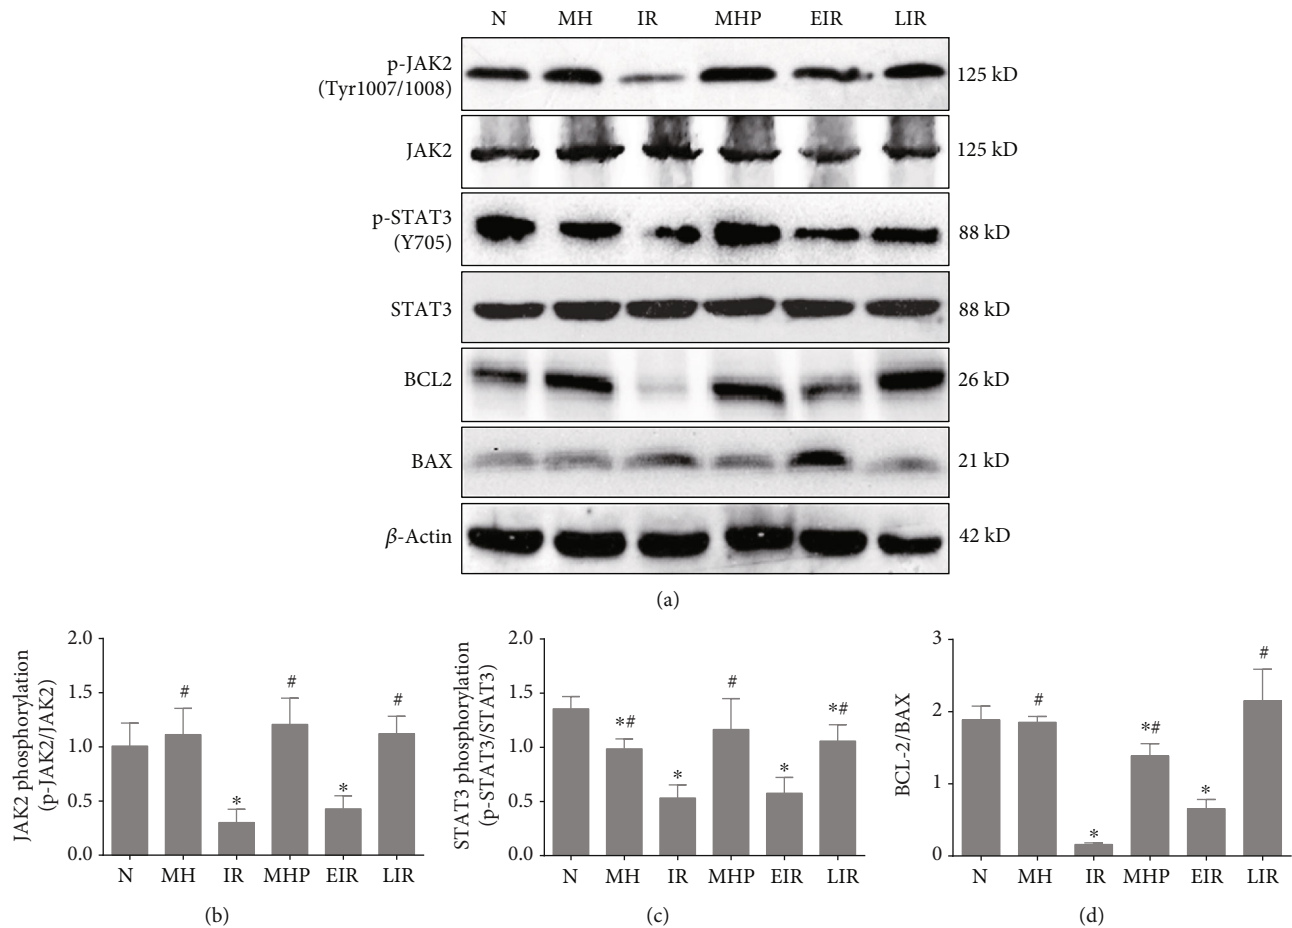 N MH IR MHP EIR LIR
p-JAK2
(Tyr1007/1008)
125 kD
JAK2
125 kD
p-STAT3
(Y705)
88 kD
STAT3
88 kD
BCL2
26 kD
BAX
21 kD
β-Actin
42 kD
(a)
JAK2 phosphorylation
(p-JAK2/JAK2)
2.0
1.5
1.0
0.5
0.0
# * # * #
N MH IR MHP EIR LIR
(b)
STAT3 phosphorylation
(p-STAT3/STAT3)
2.0
1.5
1.0
0.5
0.0
*# * # * *#
N MH IR MHP EIR LIR
(c)
BCL-2/BAX
3
2
1
0
# * *# * #
N MH IR MHP EIR LIR
(d)